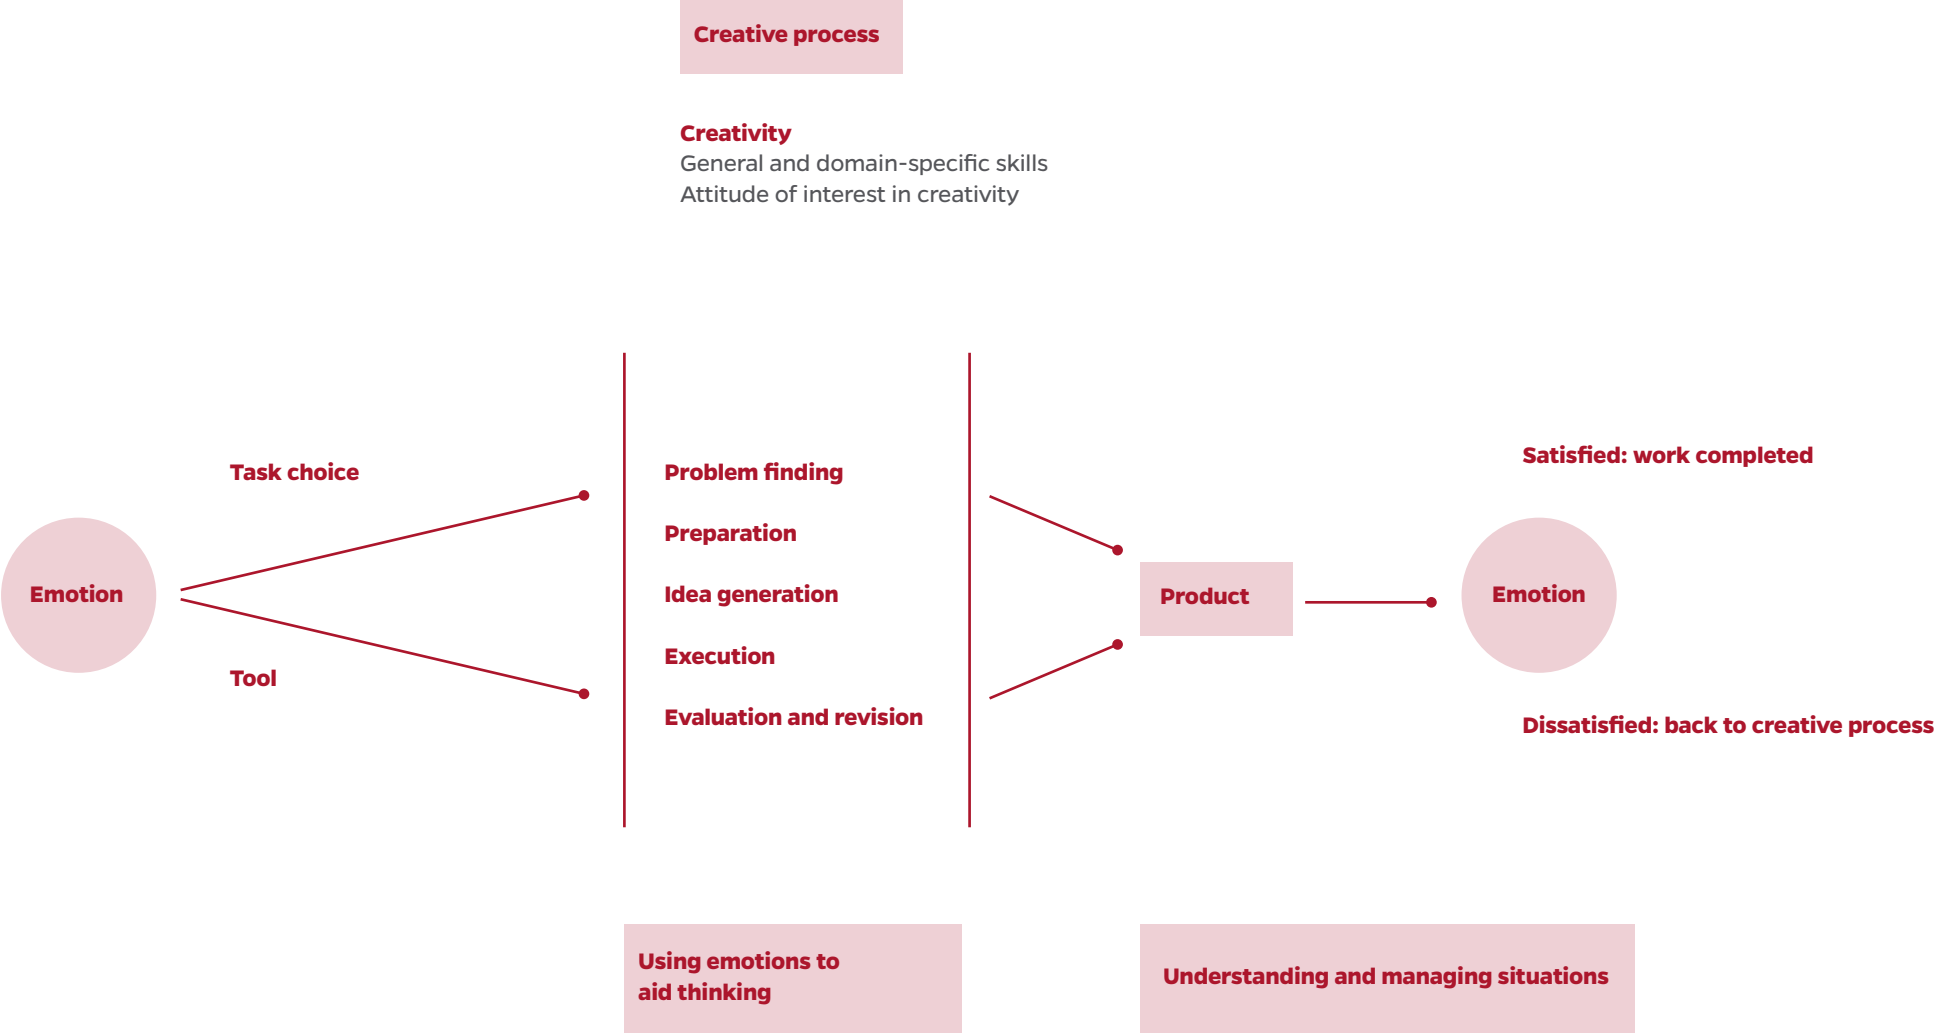 Creative process
Creativity
General and domain-specific skills
Attitude of interest in creativity
Emotion
Task choice
Tool
Problem finding
Preparation
Idea generation
Execution
Evaluation and revision
Product
Satisfied: work completed
Emotion
Dissatisfied: back to creative process
Using emotions to
aid thinking
Understanding and managing situations